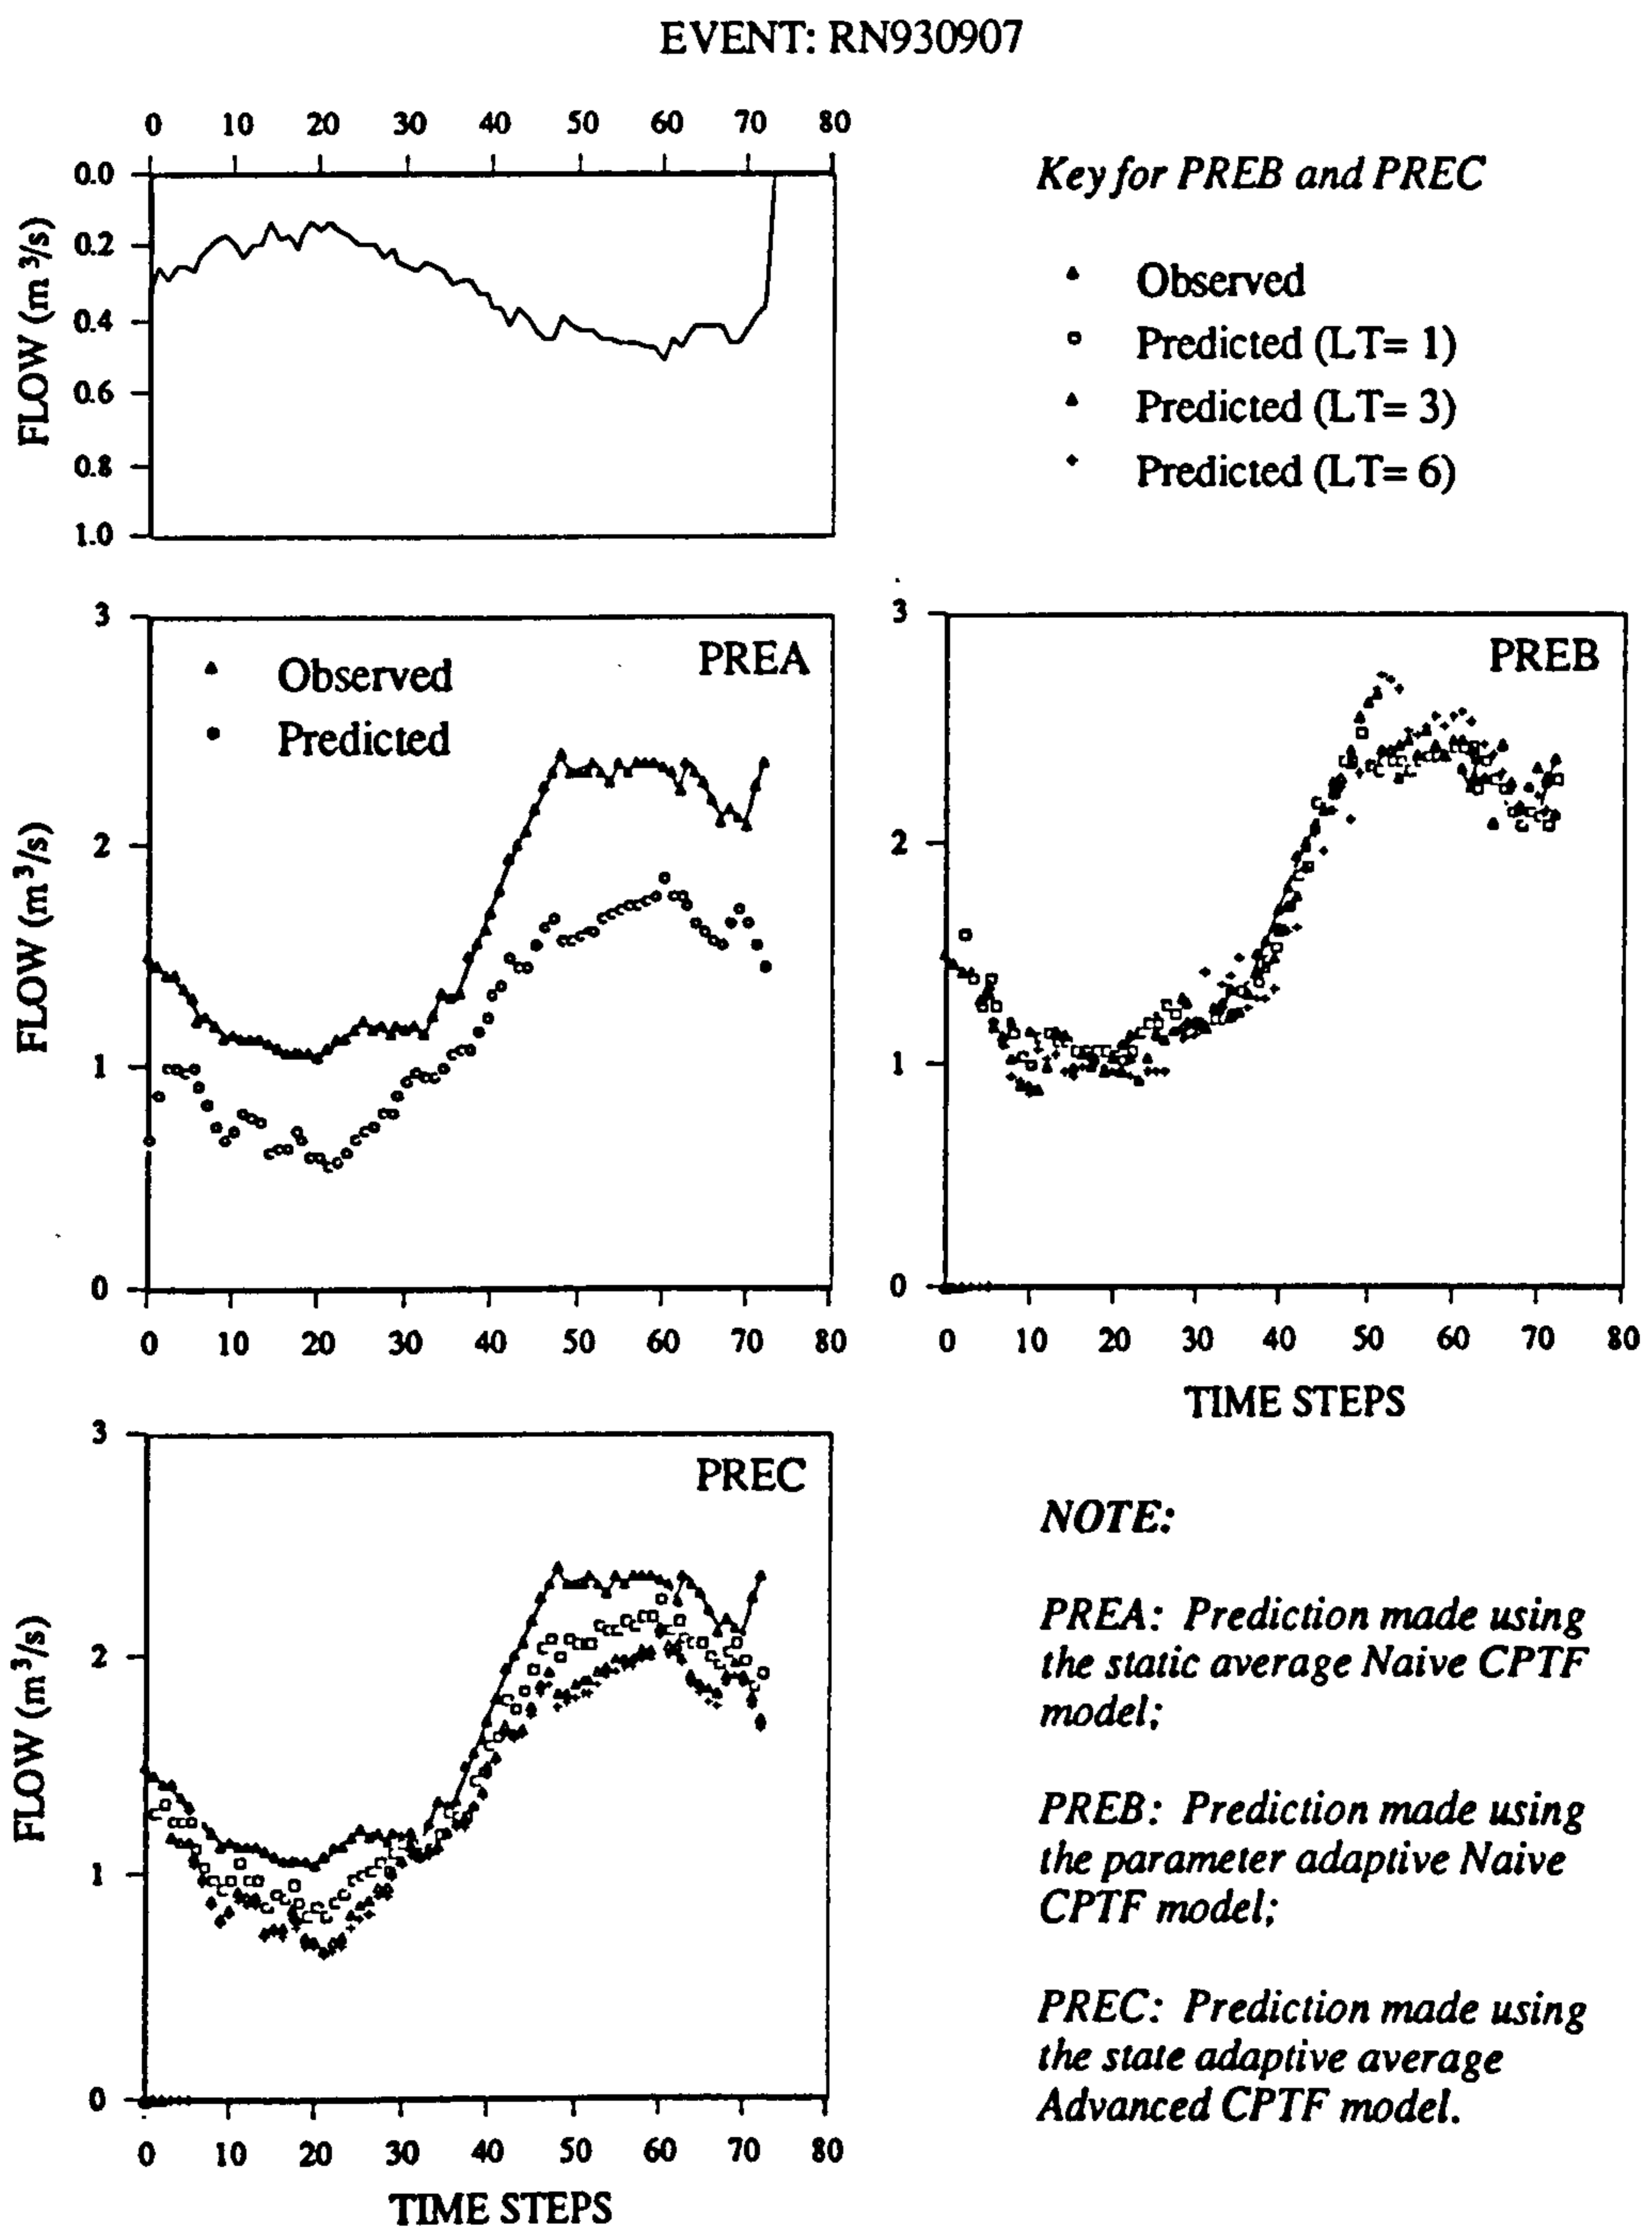 EVENT: RN930907
0 10 20 30 40 50 60 70 80
0.0
0.2
0.4
0.6
0.8
1.0
FLOW (m³/s)
Key for PREB and PREC
Observed
Predicted (LT= 1)
Predicted (LT= 3)
Predicted (LT= 6)
3
2
1
0
FLOW (m³/s)
PREA
Observed
Predicted
0 10 20 30 40 50 60 70 80
3
2
1
0
PREB
0 10 20 30 40 50 60 70 80
TIME STEPS
3
2
1
0
FLOW (m³/s)
PREC
0 10 20 30 40 50 60 70 80
TIME STEPS
NOTE:
PREA: Prediction made using
the static average Naive CPTF
model;
PREB: Prediction made using
the parameter adaptive Naive
CPTF model;
PREC: Prediction made using
the state adaptive average
Advanced CPTF model.